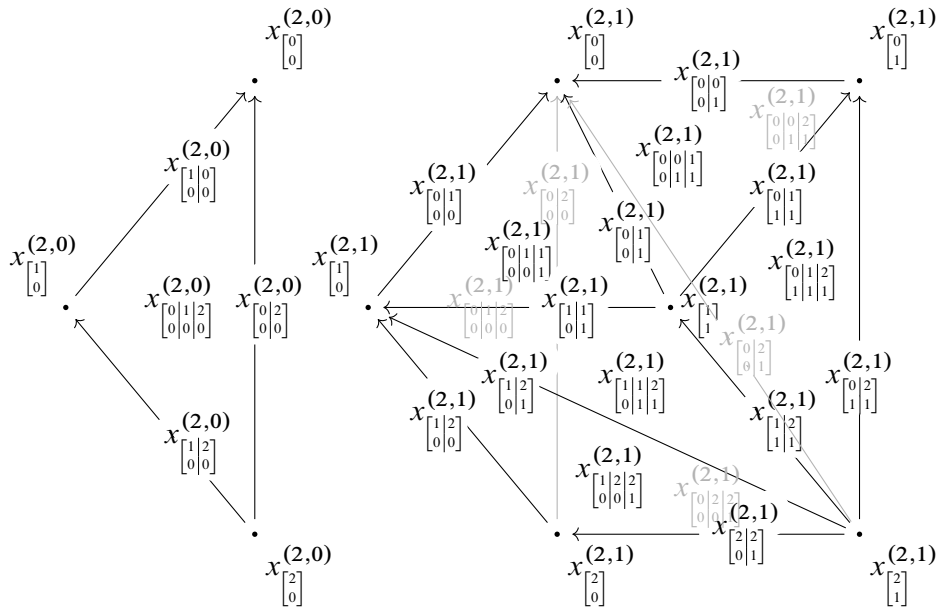 x^{(2,0)}_{[0; 0]}
x^{(2,1)}_{[0; 0]}
x^{(2,1)}_{[0; 1]}
x^{(2,1)}_{[0|0; 0|1]}
x^{(2,1)}_{[0|0|2; 0|1|1]}
x^{(2,0)}_{[1|0; 0|0]}
x^{(2,1)}_{[0|0|1; 0|1|1]}
x^{(2,1)}_{[0|1; 0|0]}
x^{(2,1)}_{[0|2; 0|0]}
x^{(2,1)}_{[0|1; 1|1]}
x^{(2,1)}_{[0|1; 0|1]}
x^{(2,1)}_{[0|1|1; 0|0|1]}
x^{(2,0)}_{[1; 0]}
x^{(2,1)}_{[1; 0]}
x^{(2,1)}_{[0|1|2; 1|1|1]}
x^{(2,0)}_{[0|1|2; 0|0|0]}
x^{(2,0)}_{[0|2; 0|0]}
x^{(2,1)}_{[0|1|2; 0|0|0]}
x^{(2,1)}_{[1|1; 0|1]}
x^{(2,1)}_{[1; 1]}
x^{(2,1)}_{[0|2; 0|1]}
x^{(2,1)}_{[1|2; 0|1]}
x^{(2,1)}_{[1|1|2; 0|1|1]}
x^{(2,1)}_{[0|2; 1|1]}
x^{(2,0)}_{[1|2; 0|0]}
x^{(2,1)}_{[1|2; 0|0]}
x^{(2,1)}_{[1|2; 1|1]}
x^{(2,1)}_{[1|2|2; 0|0|1]}
x^{(2,1)}_{[0|2|2; 0|0|1]}
x^{(2,1)}_{[2|2; 0|1]}
x^{(2,0)}_{[2; 0]}
x^{(2,1)}_{[2; 0]}
x^{(2,1)}_{[2; 1]}